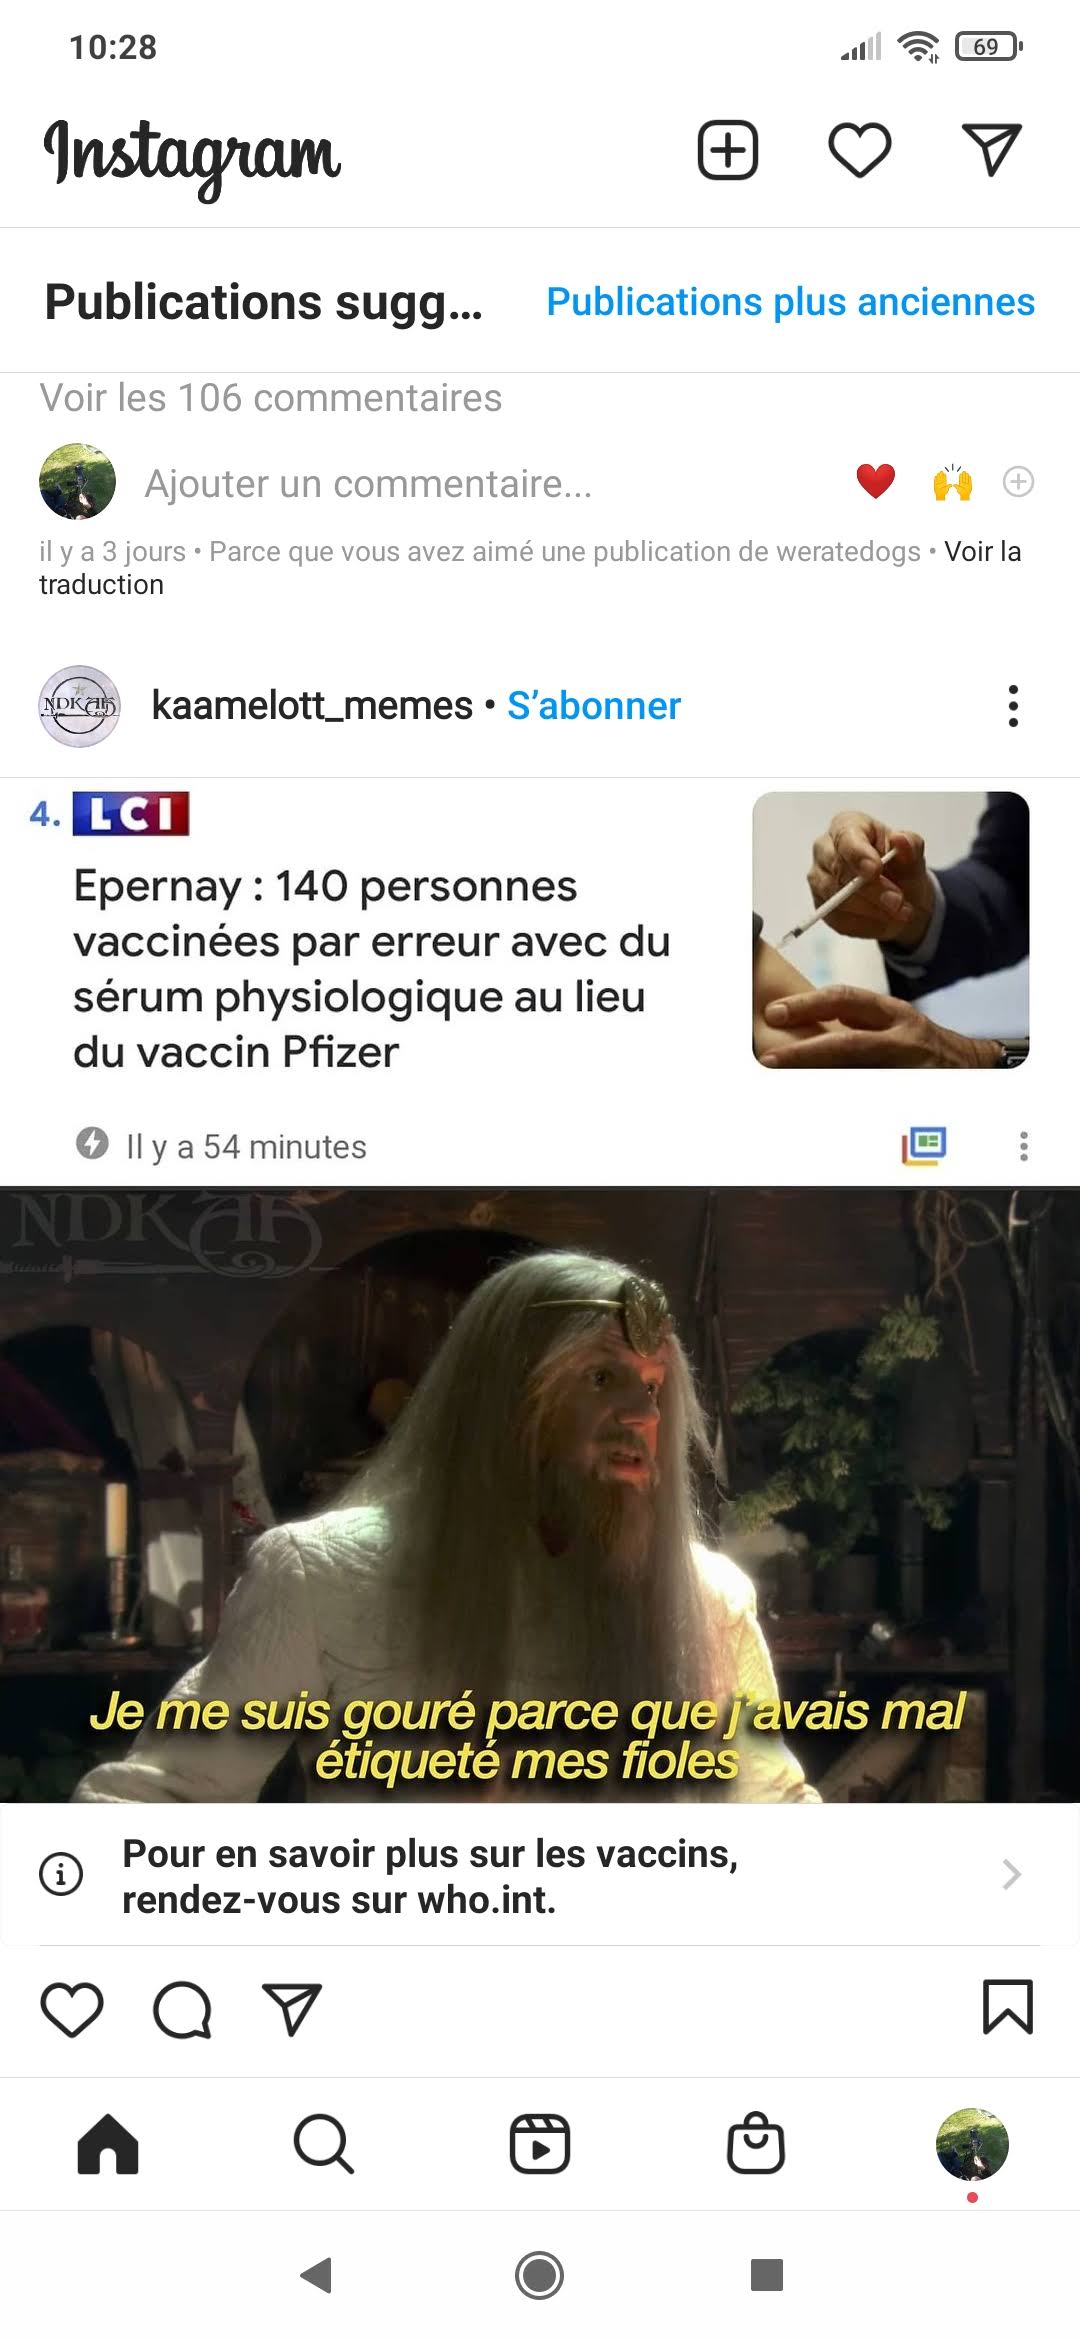 10:28
69
Instagram
Publications sugg...
Publications plus anciennes
Voir les 106 commentaires
Ajouter un commentaire...
il y a 3 jours • Parce que vous avez aimé une publication de weratedogs • Voir la
traduction
NDKAB
kaamelott_memes • S'abonner
4. LCI
Epernay : 140 personnes
vaccinées par erreur avec du
sérum physiologique au lieu
du vaccin Pfizer
Il y a 54 minutes
NDKAB
Je me suis gouré parce que j'avais mal
étiqueté mes fioles
Pour en savoir plus sur les vaccins,
rendez-vous sur who.int.